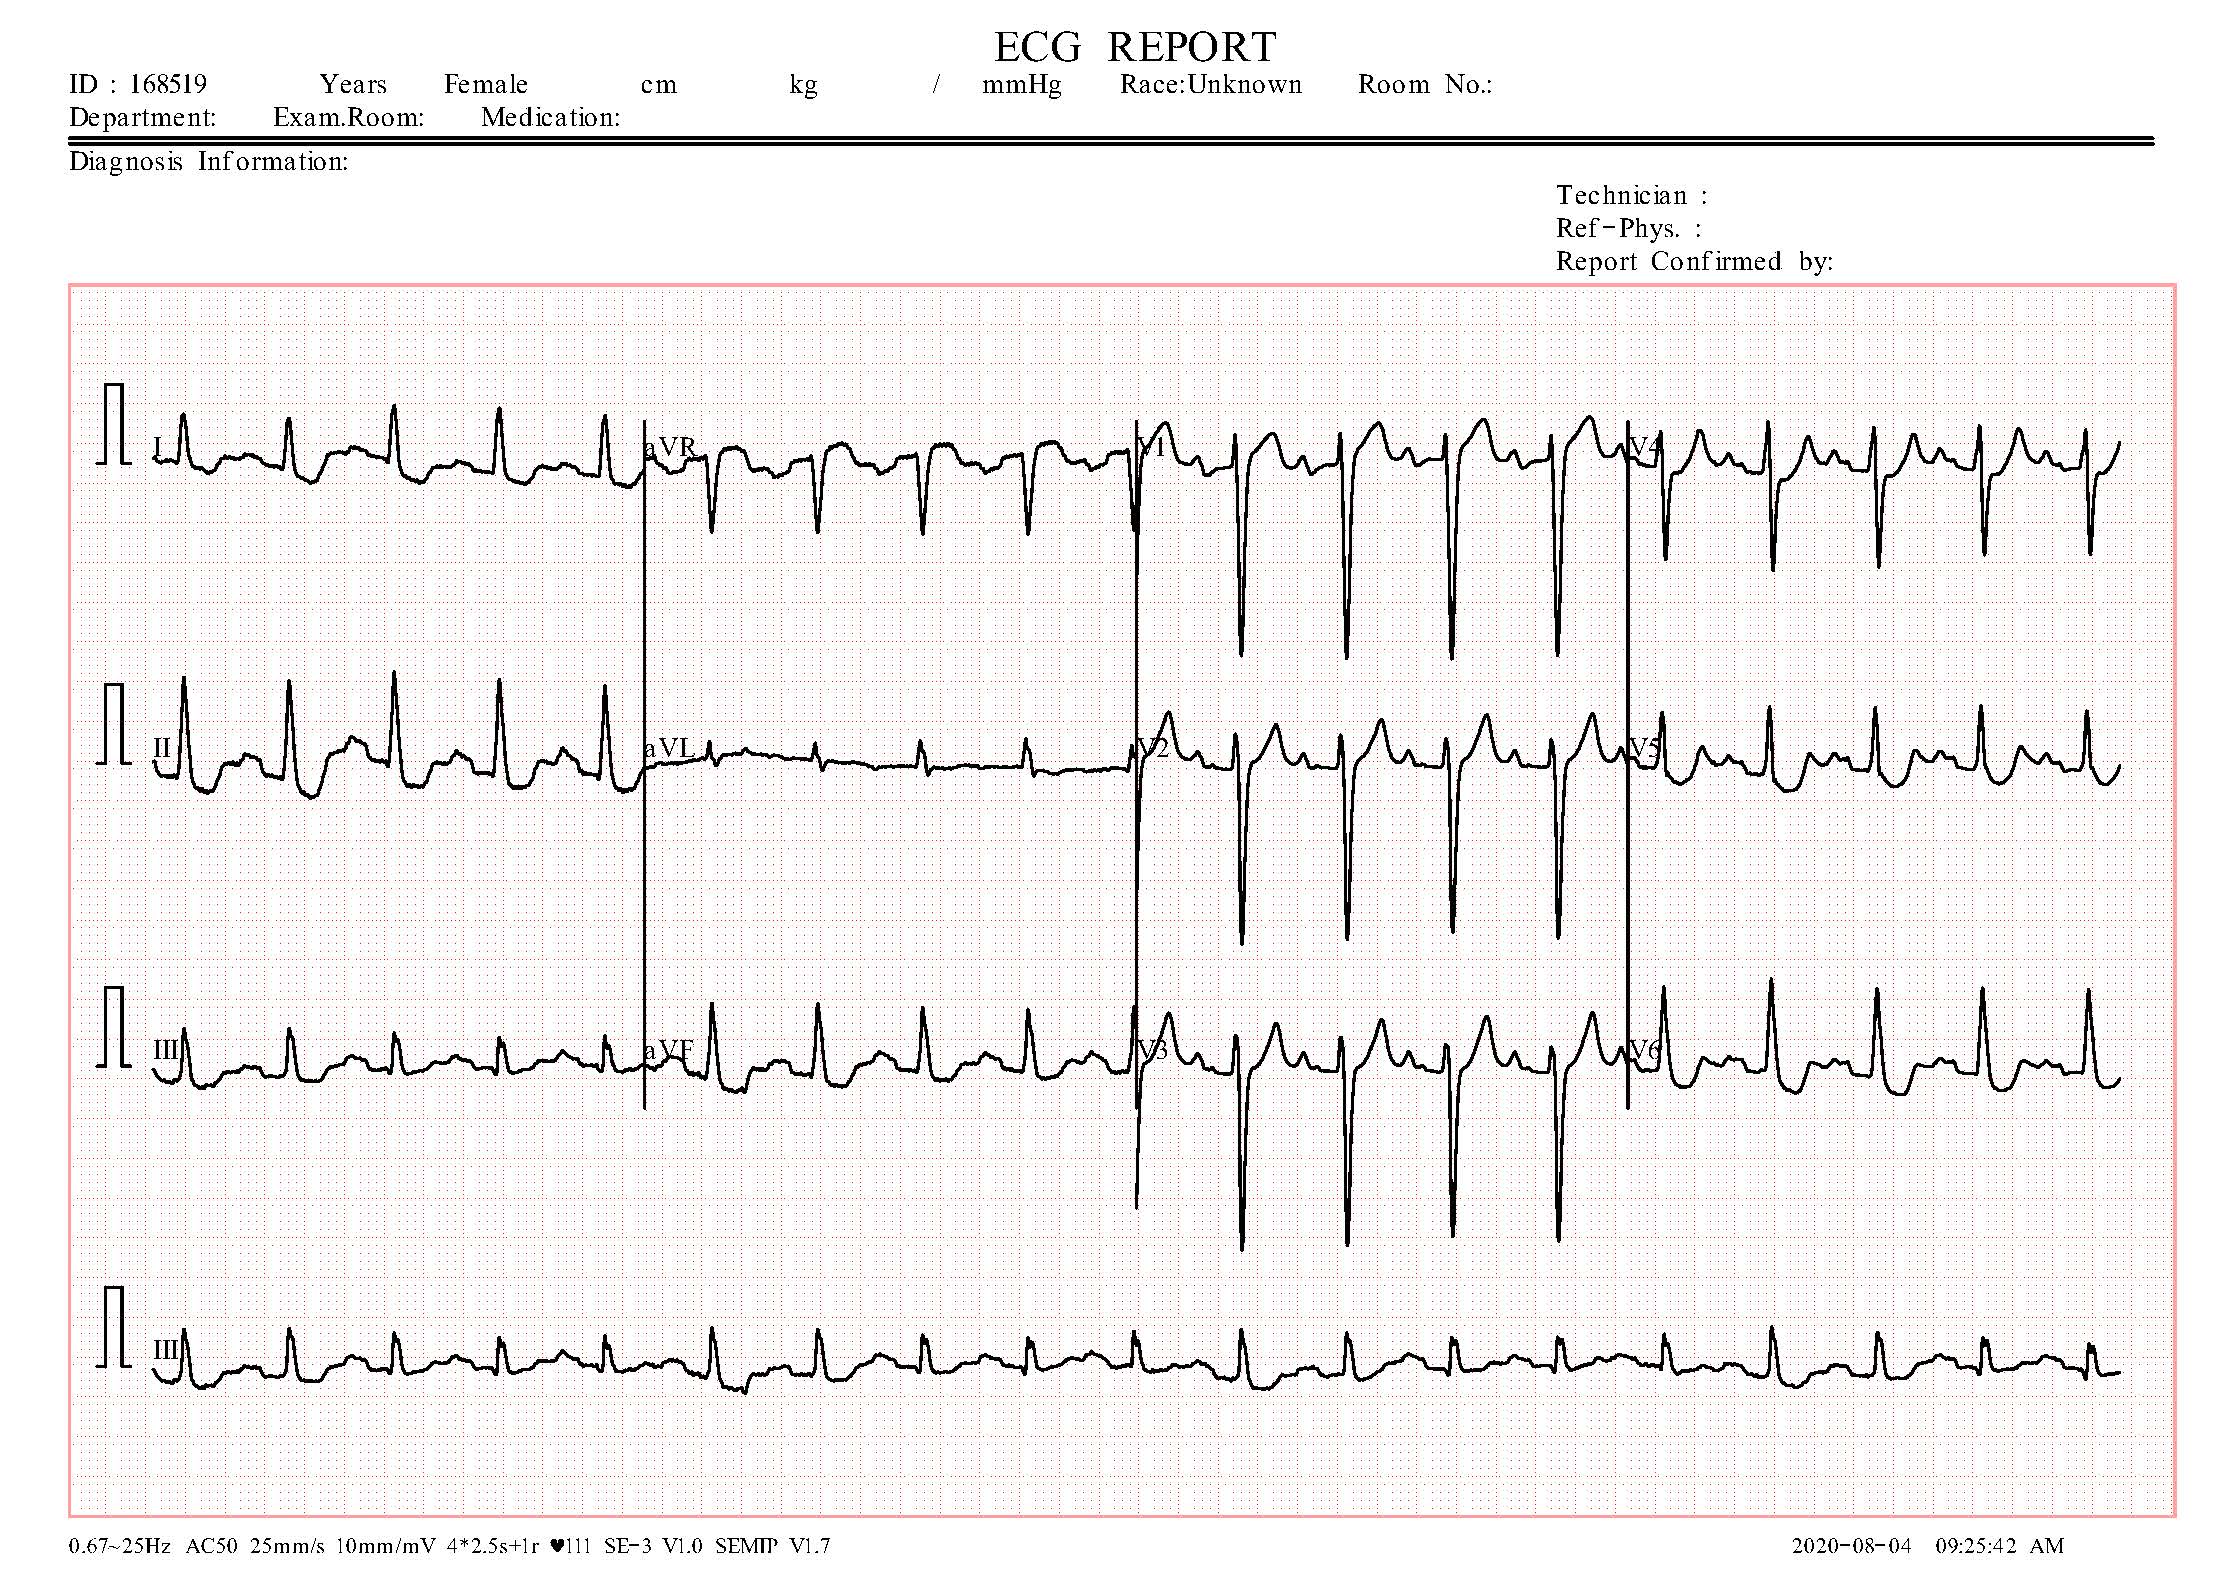 ECG REPORT
ID : 168519 Years Female cm kg / mmHg Race:Unknown Room No.:
Department: Exam.Room: Medication:
Diagnosis Information:
Technician :
Ref-Phys. :
Report Confirmed by:
I aVR V1 V4
II aVL V2 V5
III aVF V3 V6
III
0.67~25Hz AC50 25mm/s 10mm/mV 4*2.5s+1r ♥111 SE-3 V1.0 SEMIP V1.7
2020-08-04 09:25:42 AM